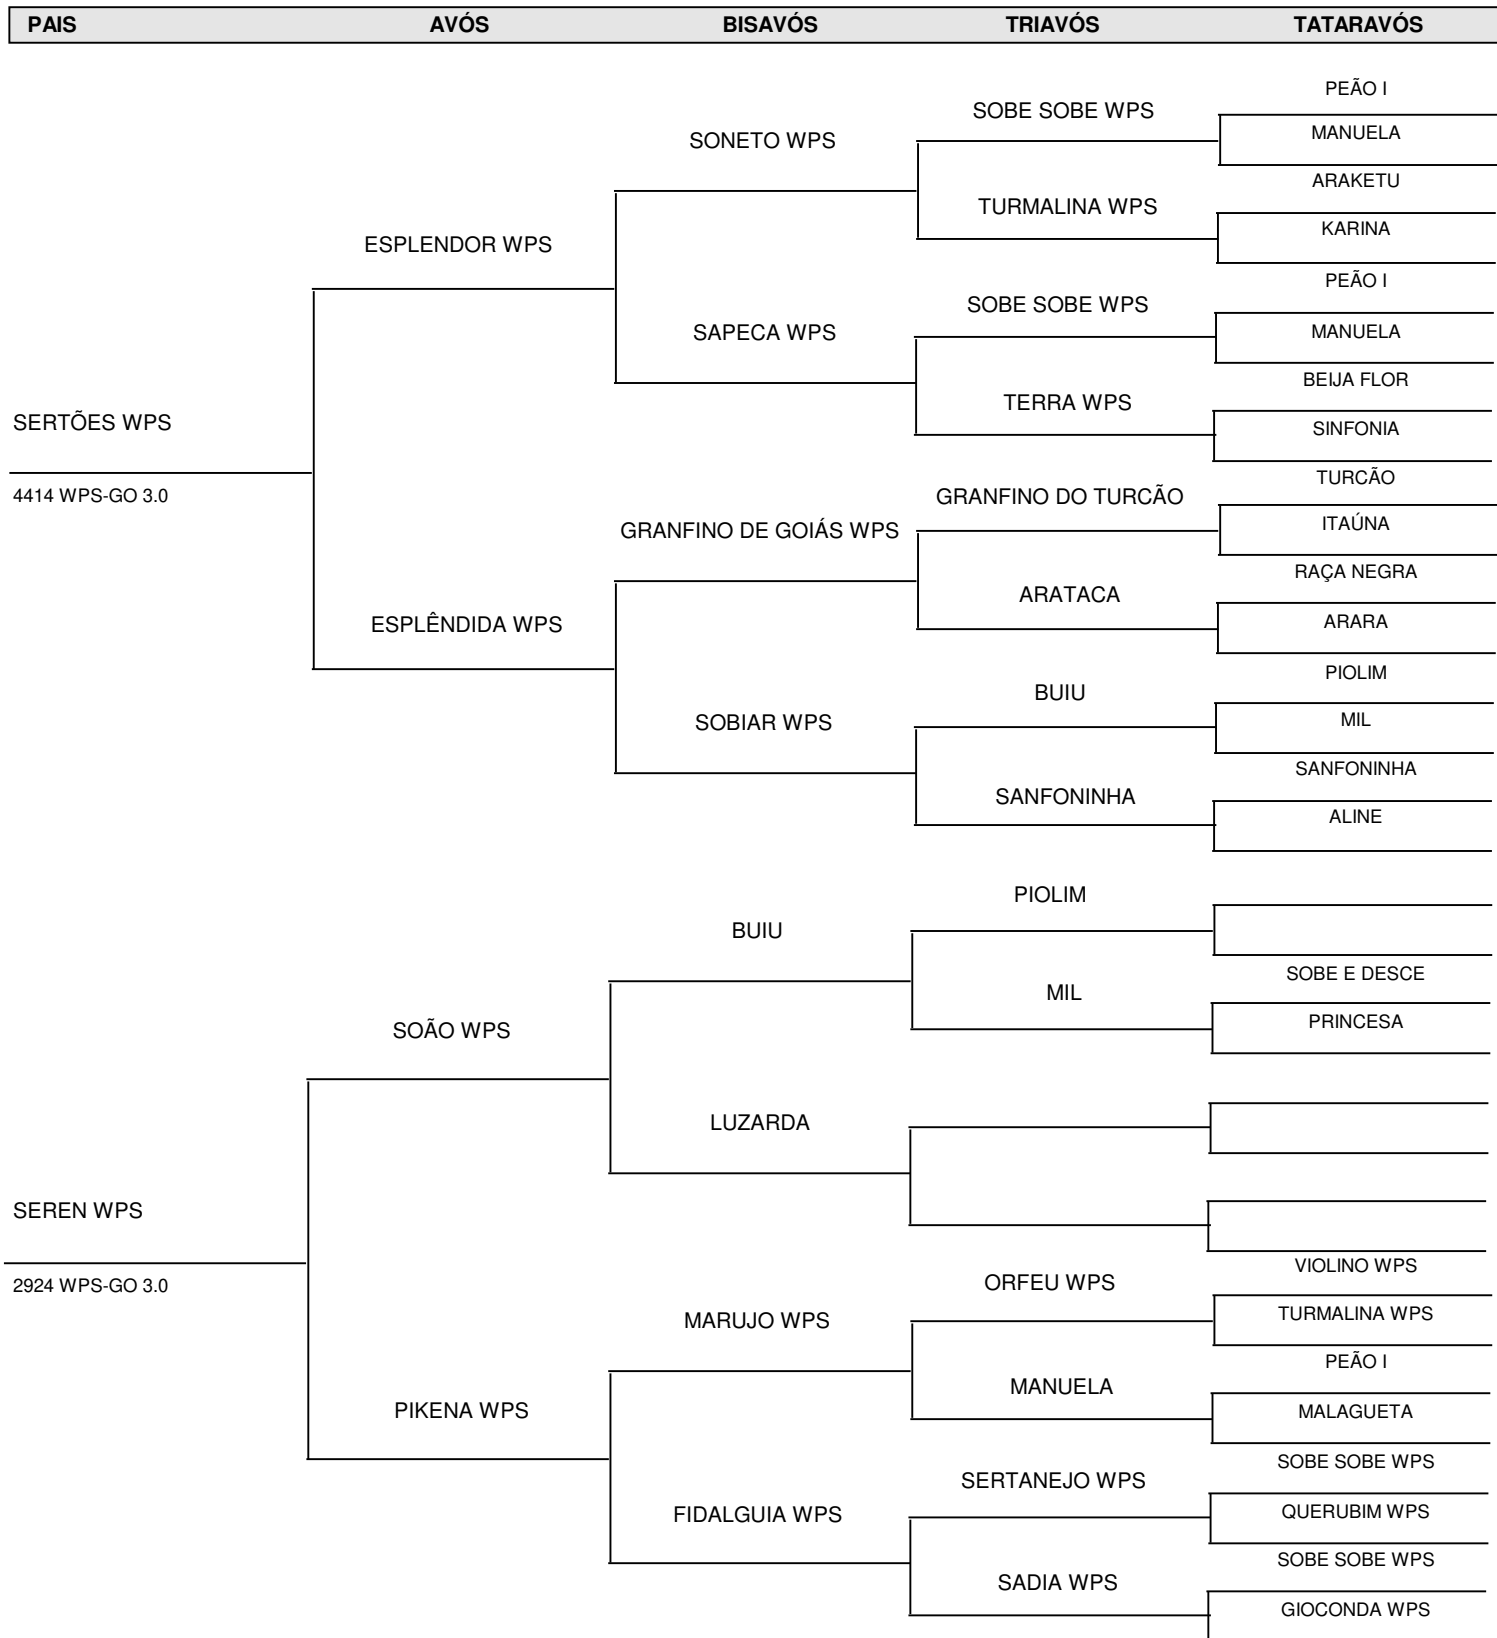 PAIS AVÓS BISAVÓS TRIAVÓS TATARAVÓS
PEÃO I
SOBE SOBE WPS
MANUELA
SONETO WPS
ARAKETU
TURMALINA WPS
KARINA
ESPLENDOR WPS
PEÃO I
SOBE SOBE WPS
MANUELA
SAPECA WPS
BEIJA FLOR
TERRA WPS
SINFONIA
SERTÕES WPS
4414 WPS-GO 3.0
TURCÃO
GRANFINO DO TURCÃO
ITAÚNA
GRANFINO DE GOIÁS WPS
RAÇA NEGRA
ARATACA
ARARA
ESPLÊNDIDA WPS
PIOLIM
BUIU
MIL
SOBIAR WPS
SANFONINHA
SANFONINHA
ALINE
PIOLIM
BUIU
SOBE E DESCE
MIL
PRINCESA
SOÃO WPS
LUZARDA
SEREN WPS
2924 WPS-GO 3.0
VIOLINO WPS
ORFEU WPS
TURMALINA WPS
MARUJO WPS
PEÃO I
MANUELA
MALAGUETA
PIKENA WPS
SOBE SOBE WPS
SERTANEJO WPS
QUERUBIM WPS
FIDALGUIA WPS
SOBE SOBE WPS
SADIA WPS
GIOCONDA WPS